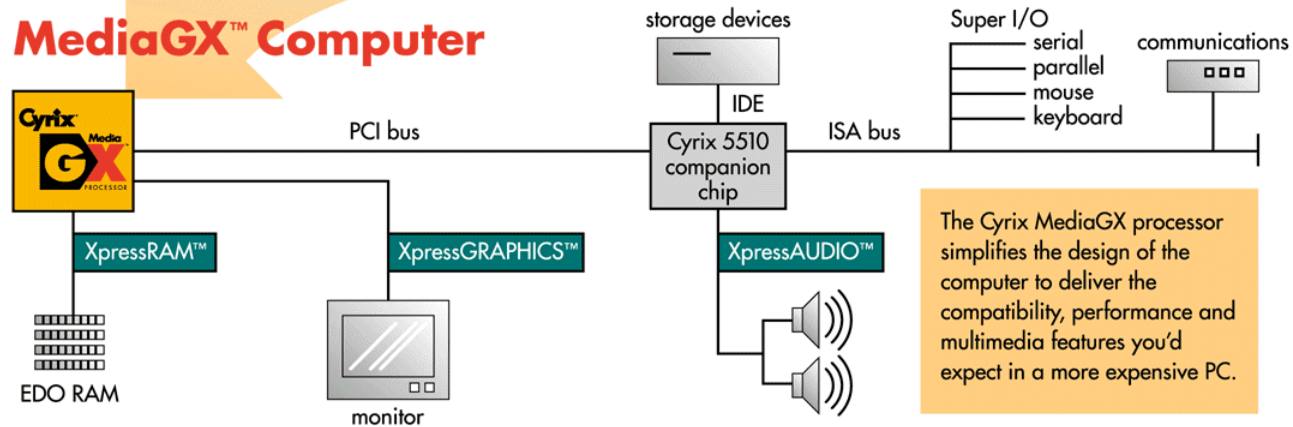 MediaGX™ Computer
Cyrix
Media
GX™
PROCESSOR
PCI bus
XpressRAM™
EDO RAM
XpressGRAPHICS™
monitor
storage devices
IDE
Cyrix 5510
companion
chip
XpressAUDIO™
ISA bus
Super I/O
serial
parallel
mouse
keyboard
communications
The Cyrix MediaGX processor
simplifies the design of the
computer to deliver the
compatibility, performance and
multimedia features you’d
expect in a more expensive PC.